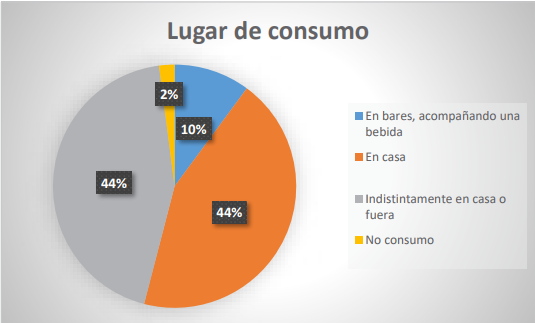 Lugar de consumo
2%
10%
44%
44%
En bares, acompañando una
bebida
En casa
Indistintamente en casa o
fuera
No consumo